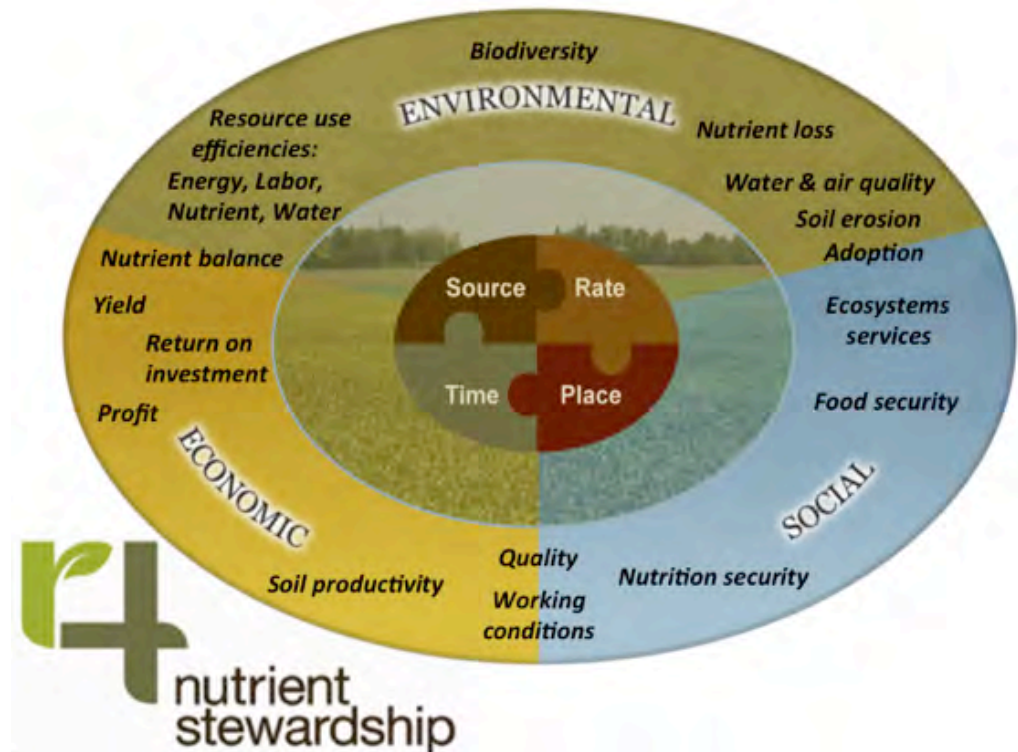 Biodiversity
ENVIRONMENTAL
Resource use
efficiencies:
Energy, Labor,
Nutrient, Water
Nutrient loss
Water & air quality
Soil erosion
Adoption
Nutrient balance
Yield
Return on
investment
Profit
ECONOMIC
Soil productivity
Source
Rate
Time
Place
Ecosystems
services
Food security
SOCIAL
Nutrition security
Quality
Working
conditions
r4
nutrient
stewardship